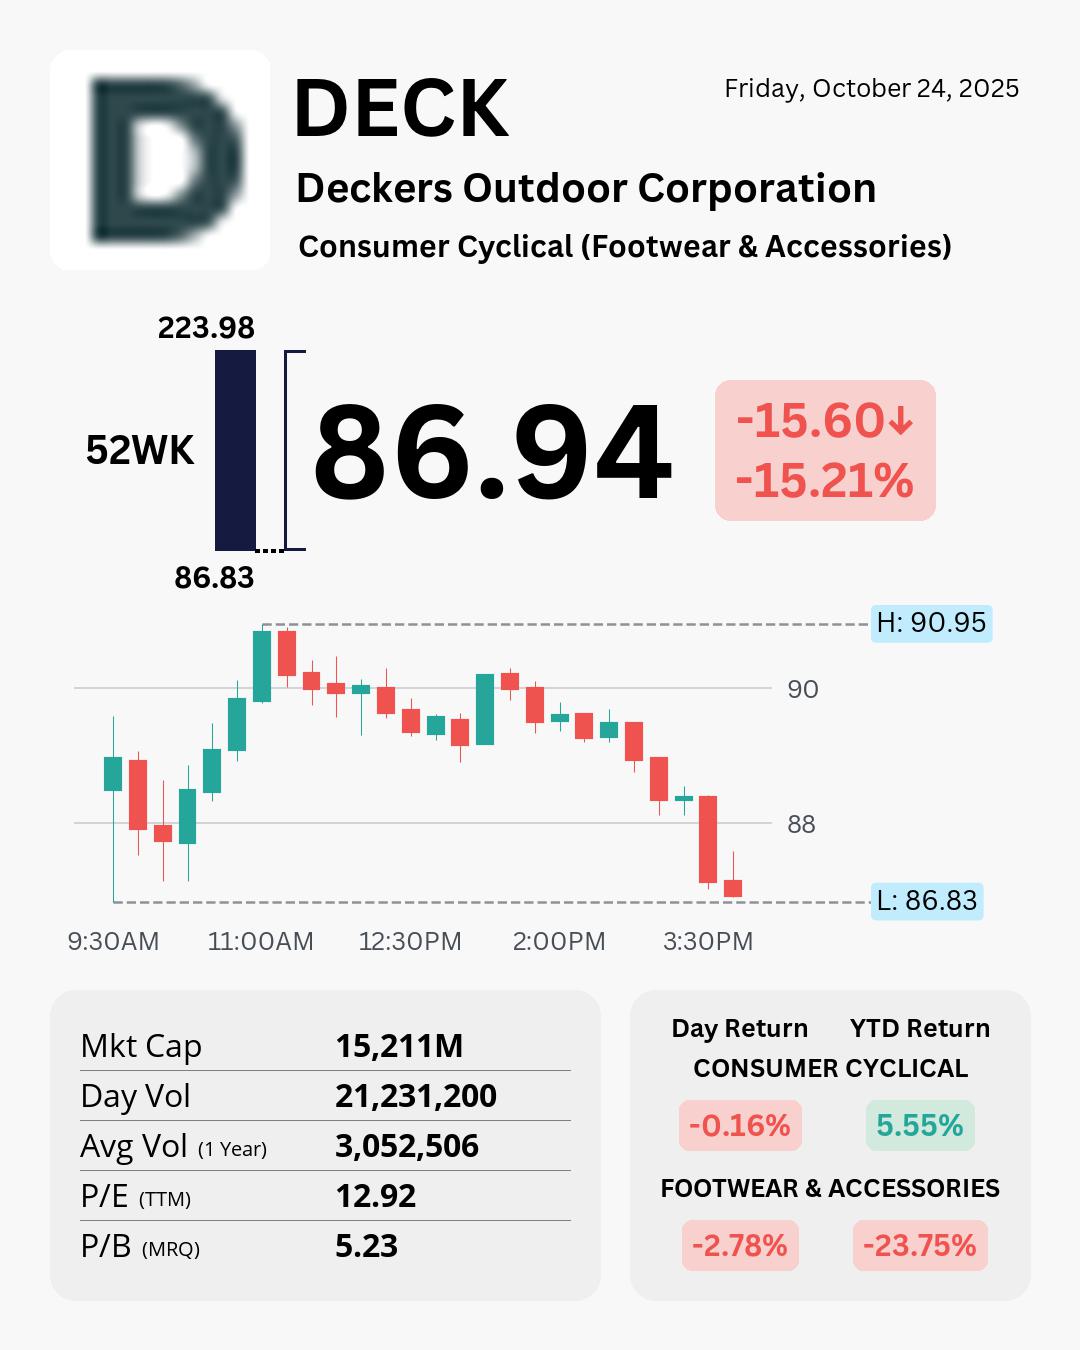 D
DECK
Friday, October 24, 2025
Deckers Outdoor Corporation
Consumer Cyclical (Footwear & Accessories)
223.98
52WK
86.83
86.94
-15.60↓
-15.21%
H: 90.95
90
88
L: 86.83
9:30AM 11:00AM 12:30PM 2:00PM 3:30PM
Mkt Cap 15,211M
Day Vol 21,231,200
Avg Vol (1 Year) 3,052,506
P/E (TTM) 12.92
P/B (MRQ) 5.23
Day Return YTD Return
CONSUMER CYCLICAL
-0.16% 5.55%
FOOTWEAR & ACCESSORIES
-2.78% -23.75%